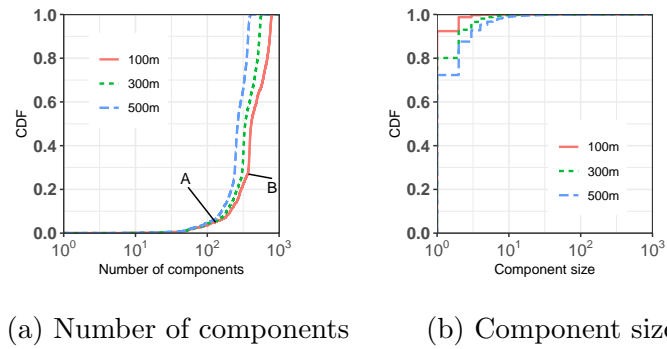 CDF
1.0
0.8
0.6
0.4
0.2
0.0
100m
300m
500m
A
B
10^0
10^1
10^2
10^3
Number of components
CDF
1.0
0.8
0.6
0.4
0.2
0.0
100m
300m
500m
10^0
10^1
10^2
10^3
Component size
(a) Number of components
(b) Component size